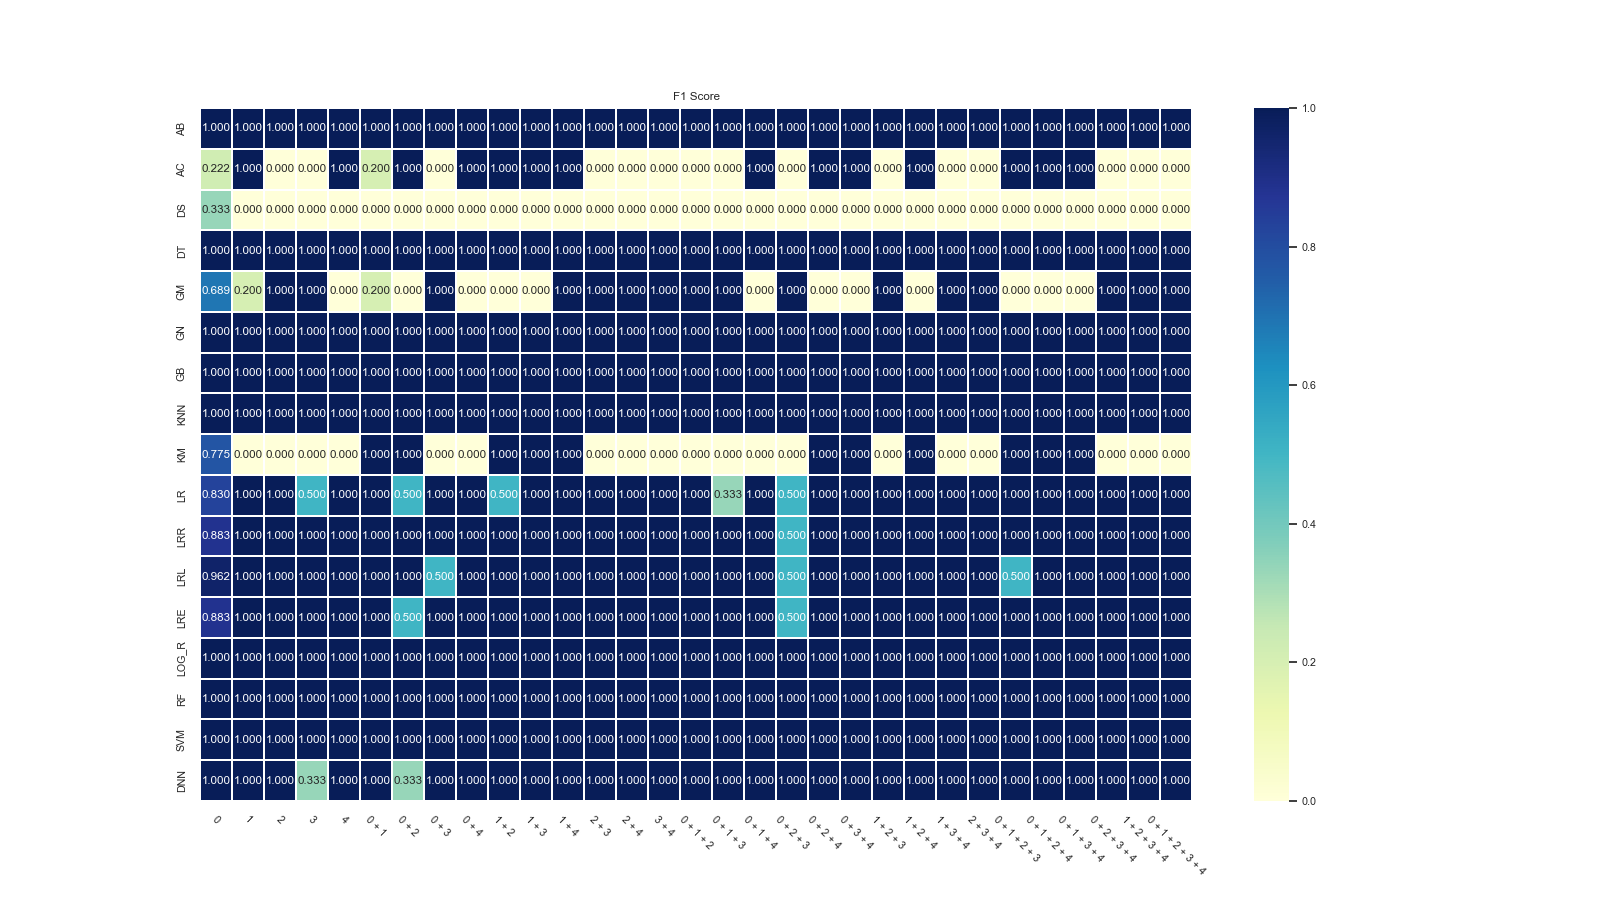 F1 Score
AB 1.000 1.000 1.000 1.000 1.000 1.000 1.000 1.000 1.000 1.000 1.000 1.000 1.000 1.000 1.000 1.000 1.000 1.000 1.000 1.000 1.000 1.000 1.000 1.000 1.000 1.000 1.000 1.000 1.000 1.000 1.000
AC 0.222 1.000 0.000 0.000 1.000 0.200 1.000 0.000 1.000 1.000 1.000 1.000 0.000 0.000 0.000 0.000 0.000 1.000 0.000 1.000 1.000 0.000 1.000 0.000 0.000 1.000 1.000 1.000 0.000 0.000 0.000
DS 0.333 0.000 0.000 0.000 0.000 0.000 0.000 0.000 0.000 0.000 0.000 0.000 0.000 0.000 0.000 0.000 0.000 0.000 0.000 0.000 0.000 0.000 0.000 0.000 0.000 0.000 0.000 0.000 0.000 0.000 0.000
DT 1.000 1.000 1.000 1.000 1.000 1.000 1.000 1.000 1.000 1.000 1.000 1.000 1.000 1.000 1.000 1.000 1.000 1.000 1.000 1.000 1.000 1.000 1.000 1.000 1.000 1.000 1.000 1.000 1.000 1.000 1.000
GM 0.689 0.200 1.000 1.000 0.000 0.200 0.000 1.000 0.000 0.000 0.000 1.000 1.000 1.000 1.000 1.000 1.000 0.000 1.000 0.000 0.000 1.000 0.000 1.000 1.000 0.000 0.000 0.000 1.000 1.000 1.000
GN 1.000 1.000 1.000 1.000 1.000 1.000 1.000 1.000 1.000 1.000 1.000 1.000 1.000 1.000 1.000 1.000 1.000 1.000 1.000 1.000 1.000 1.000 1.000 1.000 1.000 1.000 1.000 1.000 1.000 1.000 1.000
GB 1.000 1.000 1.000 1.000 1.000 1.000 1.000 1.000 1.000 1.000 1.000 1.000 1.000 1.000 1.000 1.000 1.000 1.000 1.000 1.000 1.000 1.000 1.000 1.000 1.000 1.000 1.000 1.000 1.000 1.000 1.000
KNN 1.000 1.000 1.000 1.000 1.000 1.000 1.000 1.000 1.000 1.000 1.000 1.000 1.000 1.000 1.000 1.000 1.000 1.000 1.000 1.000 1.000 1.000 1.000 1.000 1.000 1.000 1.000 1.000 1.000 1.000 1.000
KM 0.775 0.000 0.000 0.000 0.000 1.000 1.000 0.000 0.000 1.000 1.000 1.000 0.000 0.000 0.000 0.000 0.000 0.000 0.000 1.000 1.000 0.000 1.000 0.000 0.000 1.000 1.000 1.000 0.000 0.000 0.000
LR 0.830 1.000 1.000 0.500 1.000 1.000 0.500 1.000 1.000 0.500 1.000 1.000 1.000 1.000 1.000 1.000 0.333 1.000 0.500 1.000 1.000 1.000 1.000 1.000 1.000 1.000 1.000 1.000 1.000 1.000 1.000
LRR 0.883 1.000 1.000 1.000 1.000 1.000 1.000 1.000 1.000 1.000 1.000 1.000 1.000 1.000 1.000 1.000 1.000 1.000 0.500 1.000 1.000 1.000 1.000 1.000 1.000 1.000 1.000 1.000 1.000 1.000 1.000
LRL 0.962 1.000 1.000 1.000 1.000 1.000 1.000 0.500 1.000 1.000 1.000 1.000 1.000 1.000 1.000 1.000 1.000 1.000 0.500 1.000 1.000 1.000 1.000 1.000 1.000 0.500 1.000 1.000 1.000 1.000 1.000
LRE 0.883 1.000 1.000 1.000 1.000 1.000 0.500 1.000 1.000 1.000 1.000 1.000 1.000 1.000 1.000 1.000 1.000 1.000 0.500 1.000 1.000 1.000 1.000 1.000 1.000 1.000 1.000 1.000 1.000 1.000 1.000
LOG_R 1.000 1.000 1.000 1.000 1.000 1.000 1.000 1.000 1.000 1.000 1.000 1.000 1.000 1.000 1.000 1.000 1.000 1.000 1.000 1.000 1.000 1.000 1.000 1.000 1.000 1.000 1.000 1.000 1.000 1.000 1.000
RF 1.000 1.000 1.000 1.000 1.000 1.000 1.000 1.000 1.000 1.000 1.000 1.000 1.000 1.000 1.000 1.000 1.000 1.000 1.000 1.000 1.000 1.000 1.000 1.000 1.000 1.000 1.000 1.000 1.000 1.000 1.000
SVM 1.000 1.000 1.000 1.000 1.000 1.000 1.000 1.000 1.000 1.000 1.000 1.000 1.000 1.000 1.000 1.000 1.000 1.000 1.000 1.000 1.000 1.000 1.000 1.000 1.000 1.000 1.000 1.000 1.000 1.000 1.000
DNN 1.000 1.000 1.000 0.333 1.000 1.000 0.333 1.000 1.000 1.000 1.000 1.000 1.000 1.000 1.000 1.000 1.000 1.000 1.000 1.000 1.000 1.000 1.000 1.000 1.000 1.000 1.000 1.000 1.000 1.000 1.000
0
1
2
3
4
0 + 1
0 + 2
0 + 3
0 + 4
1 + 2
1 + 3
1 + 4
2 + 3
2 + 4
3 + 4
0 + 1 + 2
0 + 1 + 3
0 + 1 + 4
0 + 2 + 3
0 + 2 + 4
0 + 3 + 4
1 + 2 + 3
1 + 2 + 4
1 + 3 + 4
2 + 3 + 4
0 + 1 + 2 + 3
0 + 1 + 2 + 4
0 + 1 + 3 + 4
0 + 2 + 3 + 4
1 + 2 + 3 + 4
0 + 1 + 2 + 3 + 4
1.0
0.8
0.6
0.4
0.2
0.0